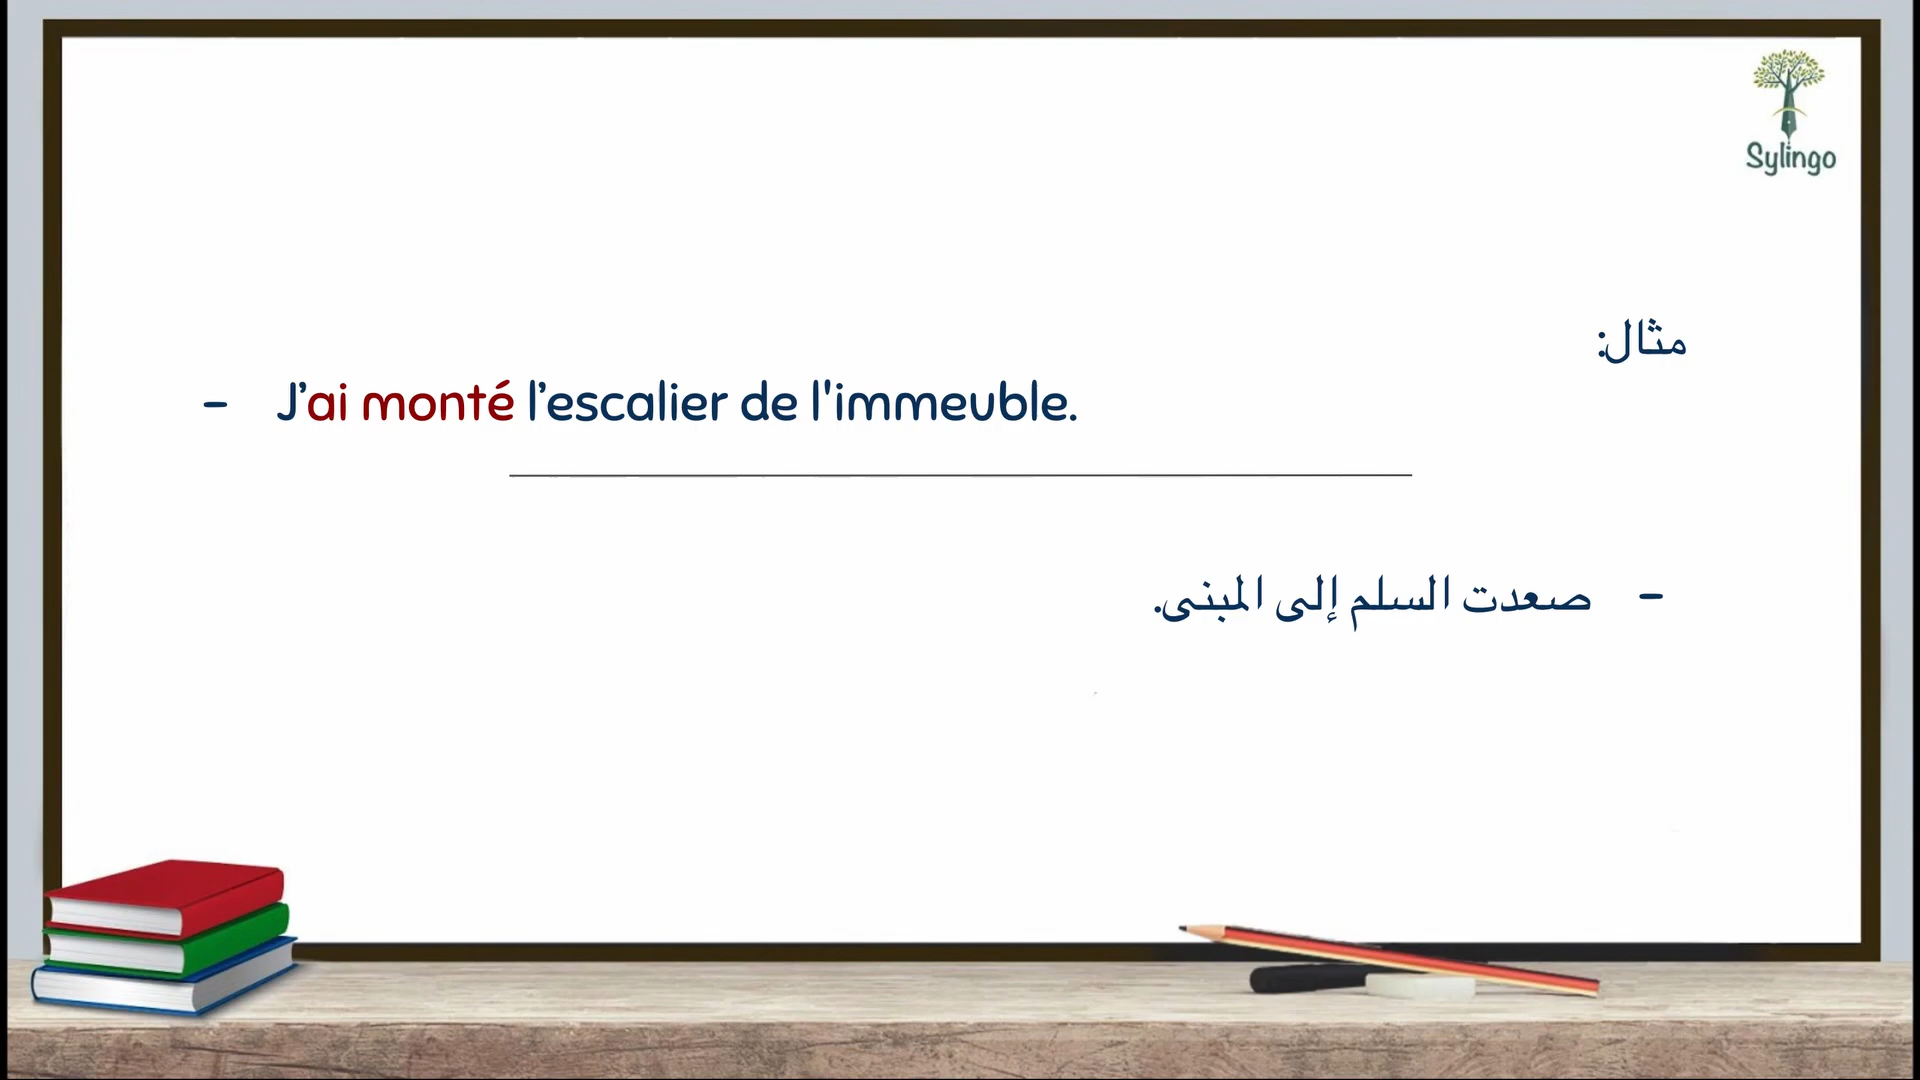 Sylingo
مثال:
- J’ai monté l’escalier de l'immeuble.
- صعدت السلم إلى المبنى.